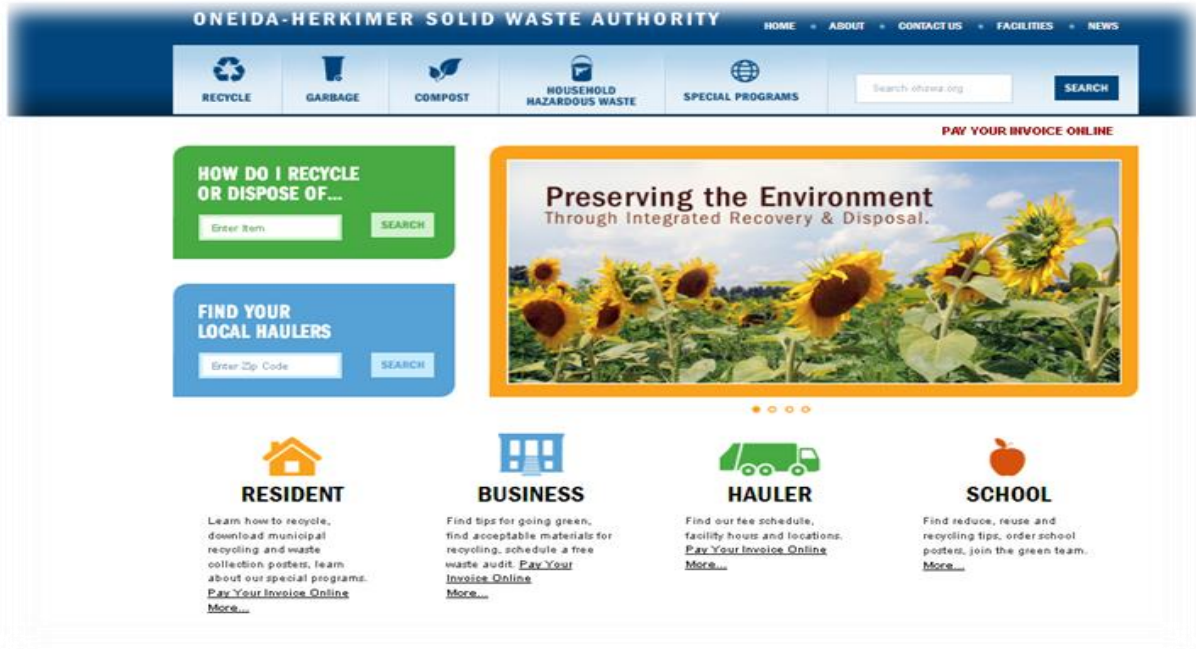 ONEIDA-HERKIMER SOLID WASTE AUTHORITY
HOME ABOUT CONTACT US FACILITIES NEWS
RECYCLE
GARBAGE
COMPOST
HOUSEHOLD
HAZARDOUS WASTE
SPECIAL PROGRAMS
Search ohswa.org
SEARCH
PAY YOUR INVOICE ONLINE
HOW DO I RECYCLE
OR DISPOSE OF...
Enter Item
SEARCH
Preserving the Environment
Through Integrated Recovery & Disposal.
FIND YOUR
LOCAL HAULERS
Enter Zip Code
SEARCH
RESIDENT
Learn how to recycle,
download municipal
recycling and waste
collection posters, learn
about our special programs.
Pay Your Invoice Online
More...
BUSINESS
Find tips for going green,
find acceptable materials for
recycling, schedule a free
waste audit. Pay Your
Invoice Online
More...
HAULER
Find our fee schedule,
facility hours and locations.
Pay Your Invoice Online
More...
SCHOOL
Find reduce, reuse and
recycling tips, order school
posters, join the green team.
More...